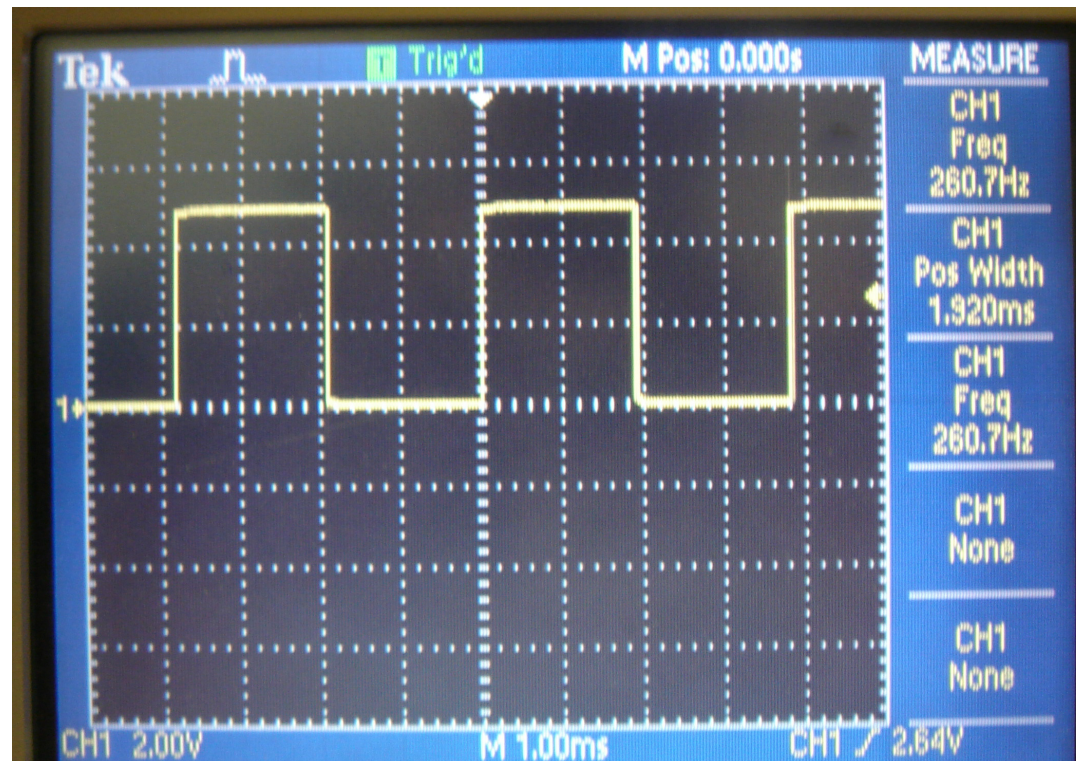 Tek T Trig'd M Pos: 0.000s MEASURE
CH1
Freq
260.7Hz
CH1
Pos Width
1.920ms
CH1
Freq
260.7Hz
CH1
None
CH1
None
1
CH1 2.00V M 1.00ms CH1 2.64V